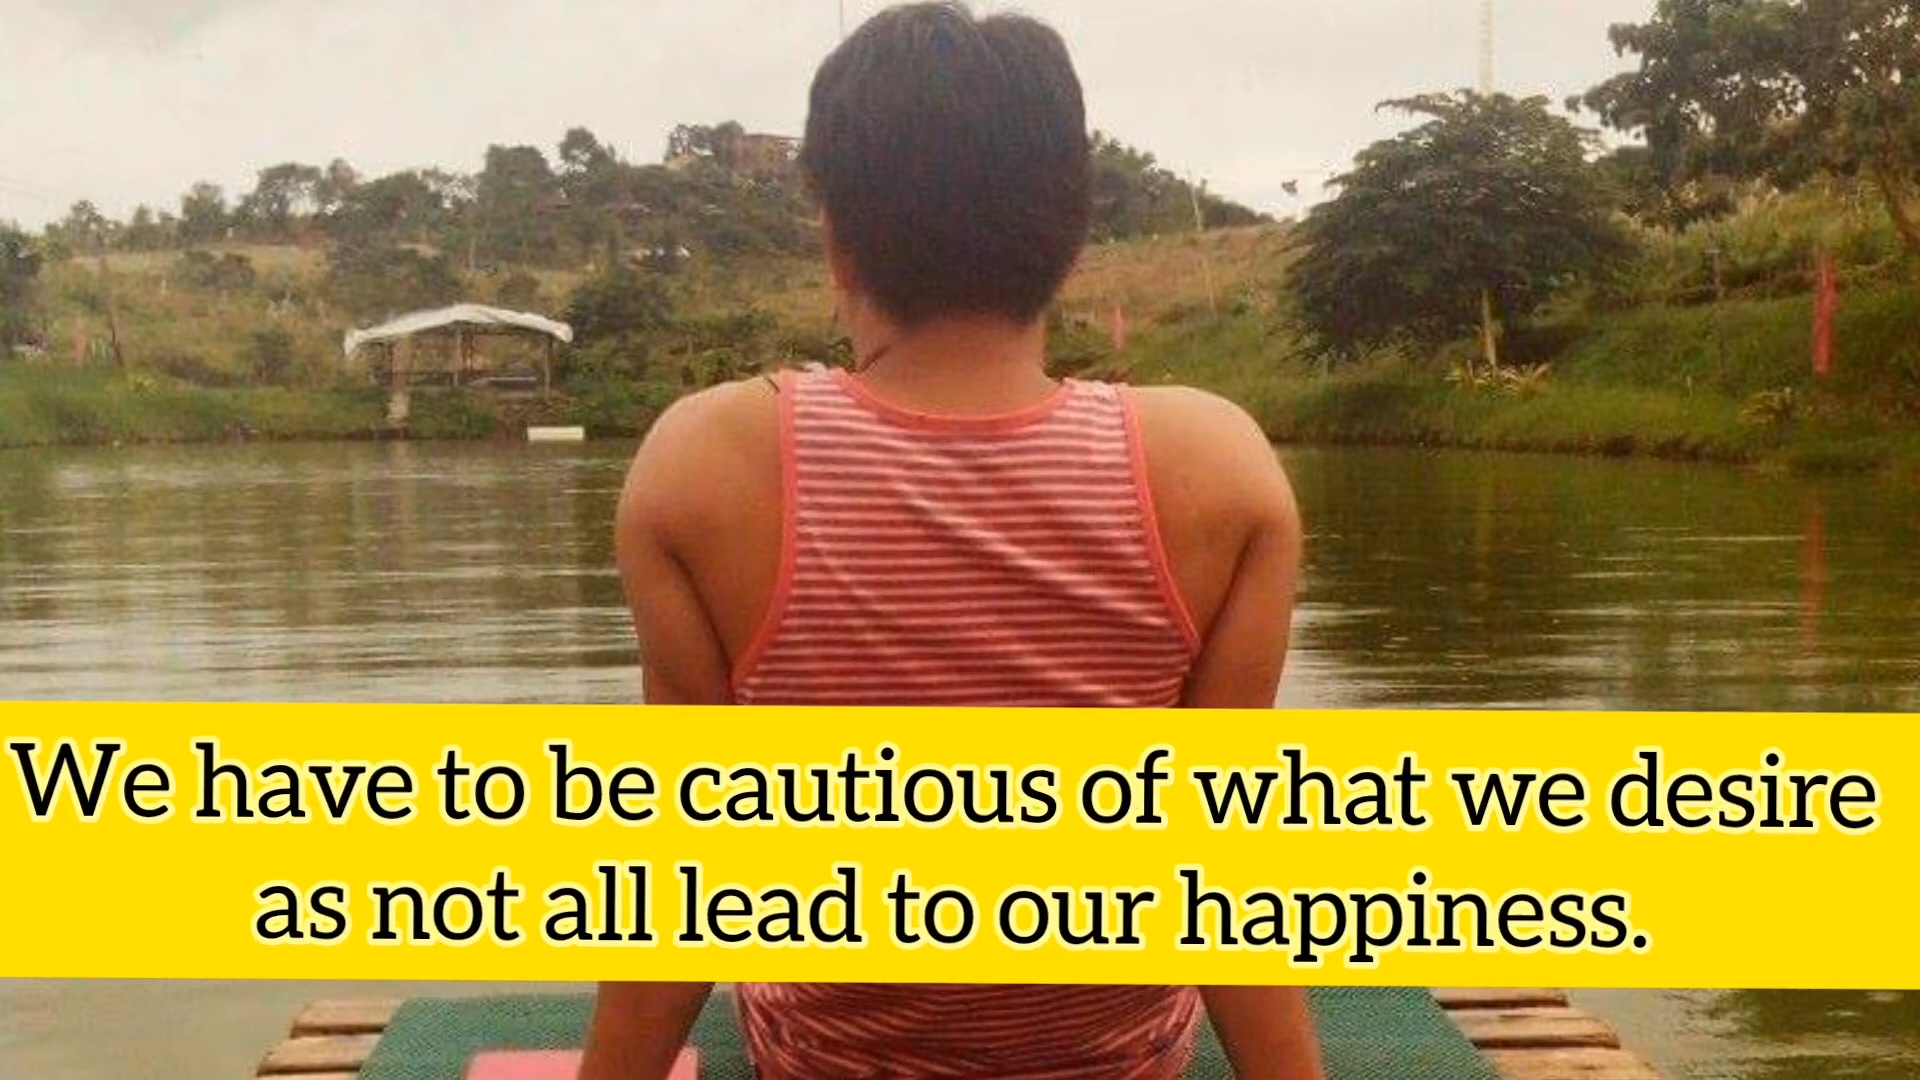 We have to be cautious of what we desire
as not all lead to our happiness.